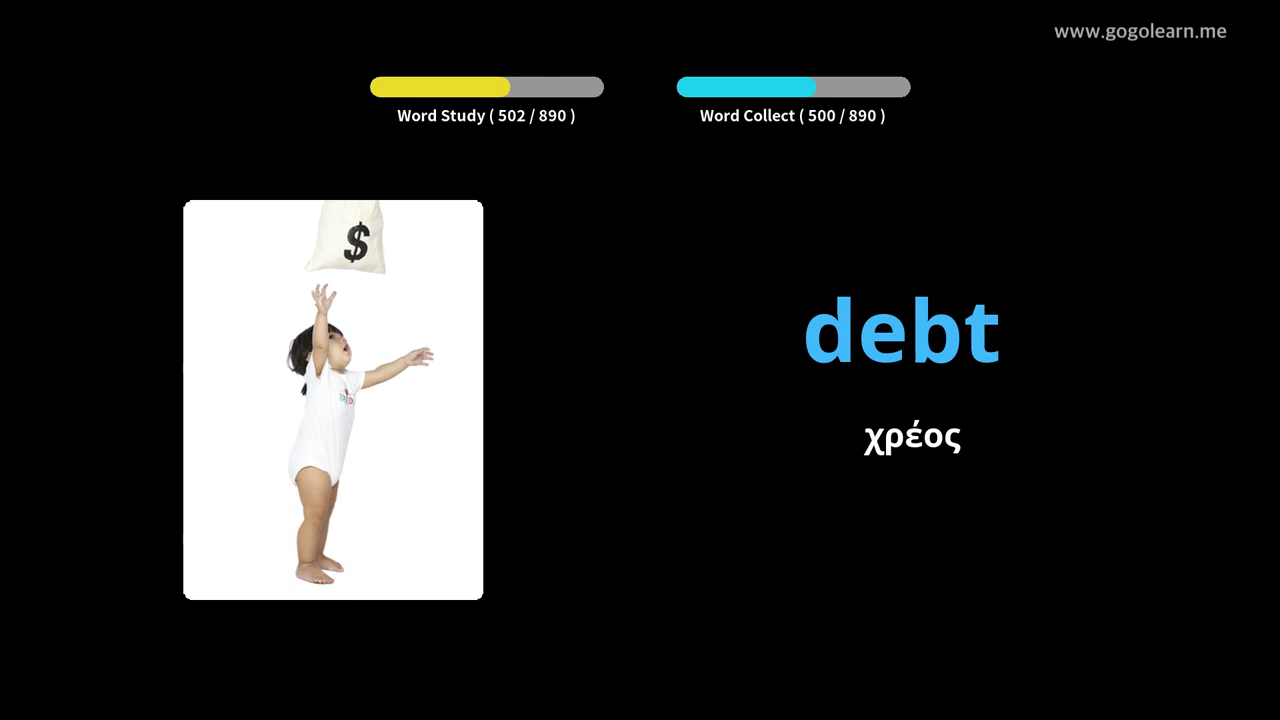 www.gogolearn.me
Word Study ( 502 / 890 )
Word Collect ( 500 / 890 )
$
debt
χρέος